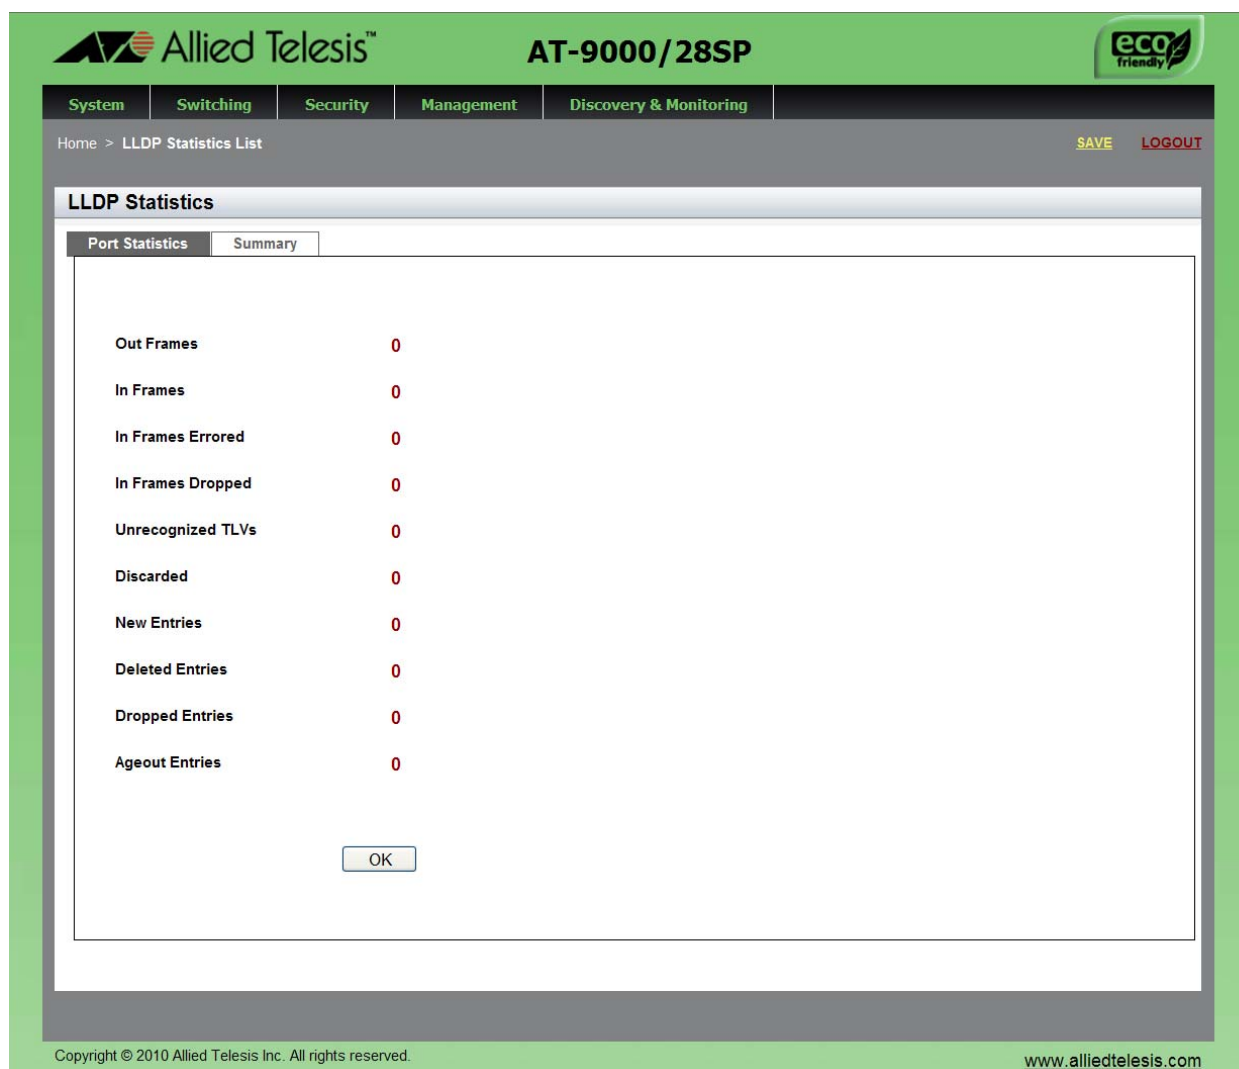 Allied Telesis™
AT-9000/28SP
eco
friendly
System Switching Security Management Discovery & Monitoring
Home > LLDP Statistics List
SAVE LOGOUT
LLDP Statistics
Port Statistics Summary
Out Frames 0
In Frames 0
In Frames Errored 0
In Frames Dropped 0
Unrecognized TLVs 0
Discarded 0
New Entries 0
Deleted Entries 0
Dropped Entries 0
Ageout Entries 0
OK
Copyright © 2010 Allied Telesis Inc. All rights reserved.
www.alliedtelesis.com